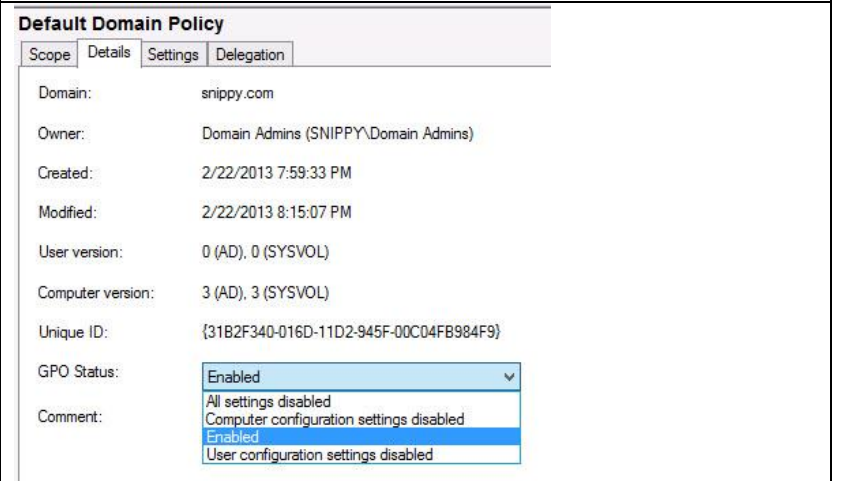 Default Domain Policy
Scope Details Settings Delegation
Domain: snippy.com
Owner: Domain Admins (SNIPPY\Domain Admins)
Created: 2/22/2013 7:59:33 PM
Modified: 2/22/2013 8:15:07 PM
User version: 0 (AD), 0 (SYSVOL)
Computer version: 3 (AD), 3 (SYSVOL)
Unique ID: {31B2F340-016D-11D2-945F-00C04FB984F9}
GPO Status: Enabled
All settings disabled
Comment: Computer configuration settings disabled
Enabled
User configuration settings disabled